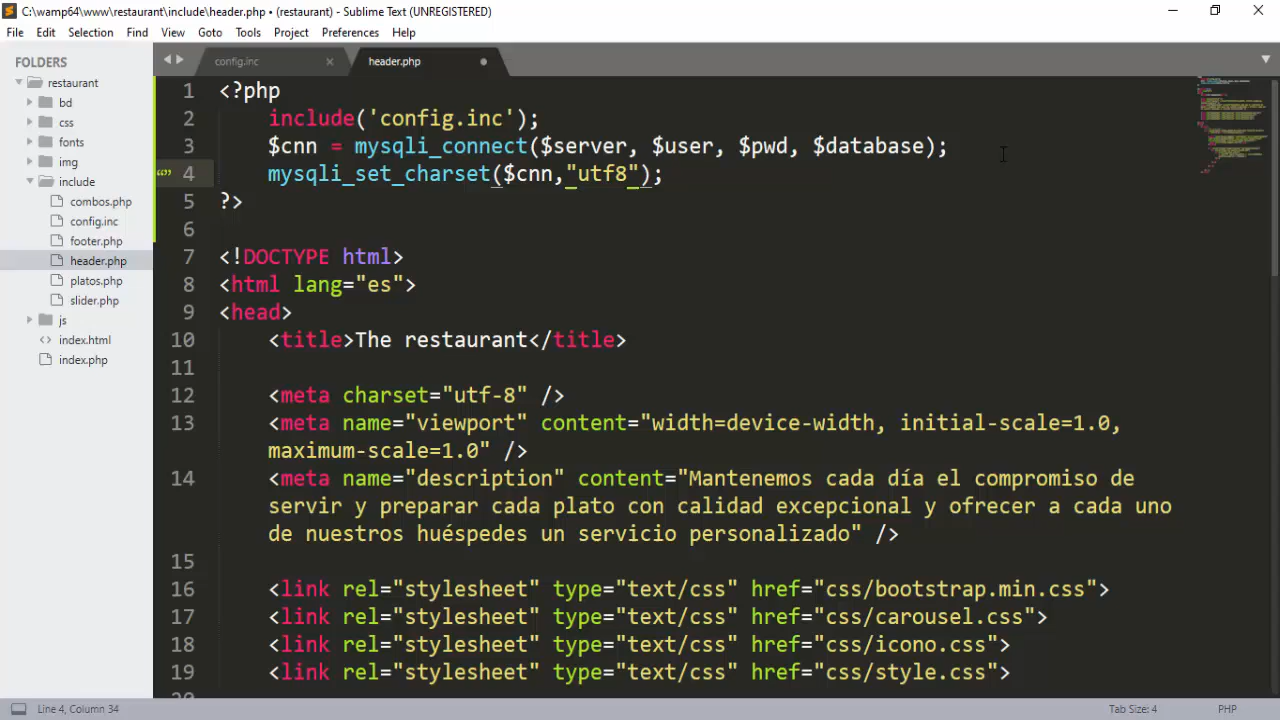 C:\wamp64\www\restaurant\include\header.php • (restaurant) - Sublime Text (UNREGISTERED)
File Edit Selection Find View Goto Tools Project Preferences Help
FOLDERS
restaurant
bd
css
fonts
img
include
combos.php
config.inc
footer.php
header.php
platos.php
slider.php
js
index.html
index.php
config.inc
header.php
1 <?php
2 include('config.inc');
3 $cnn = mysqli_connect($server, $user, $pwd, $database);
4 mysqli_set_charset($cnn,"utf8");
5 ?>
6
7 <!DOCTYPE html>
8 <html lang="es">
9 <head>
10 <title>The restaurant</title>
11
12 <meta charset="utf-8" />
13 <meta name="viewport" content="width=device-width, initial-scale=1.0,
maximum-scale=1.0" />
14 <meta name="description" content="Mantenemos cada día el compromiso de
servir y preparar cada plato con calidad excepcional y ofrecer a cada uno
de nuestros huéspedes un servicio personalizado" />
15
16 <link rel="stylesheet" type="text/css" href="css/bootstrap.min.css">
17 <link rel="stylesheet" type="text/css" href="css/carousel.css">
18 <link rel="stylesheet" type="text/css" href="css/icono.css">
19 <link rel="stylesheet" type="text/css" href="css/style.css">
Line 4, Column 34
Tab Size: 4
PHP